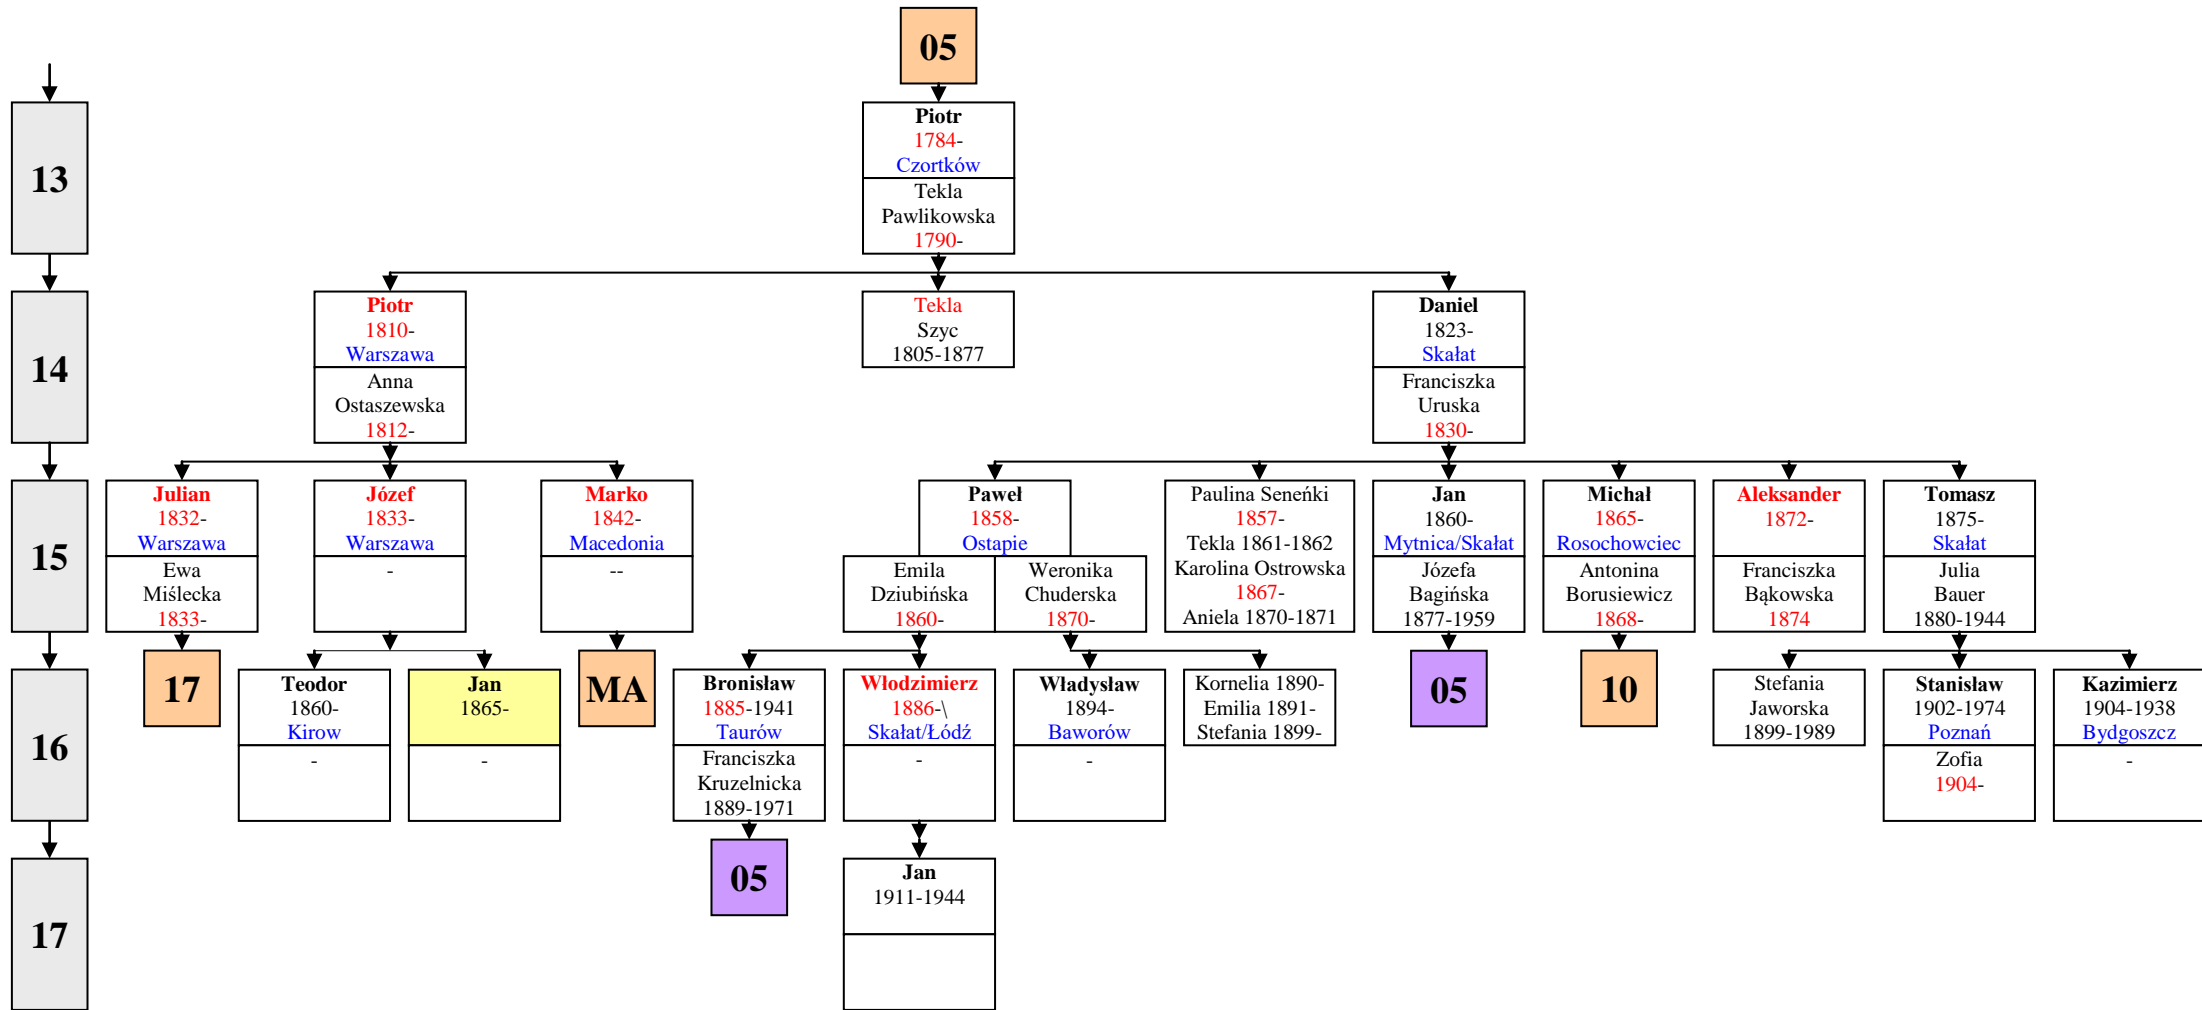 05
13
Piotr
1784-
Czortków
Tekla
Pawlikowska
1790-
14
Piotr
1810-
Warszawa
Anna
Ostaszewska
1812-
Tekla
Szyc
1805-1877
Daniel
1823-
Skałat
Franciszka
Uruska
1830-
15
Julian
1832-
Warszawa
Ewa
Miślecka
1833-
Józef
1833-
Warszawa
-
Marko
1842-
Macedonia
--
Paweł
1858-
Ostapie
Emila
Dziubińska
1860-
Weronika
Chuderska
1870-
Paulina Seneńki
1857-
Tekla 1861-1862
Karolina Ostrowska
1867-
Aniela 1870-1871
Jan
1860-
Mytnica/Skałat
Józefa
Bagińska
1877-1959
Michał
1865-
Rosochowciec
Antonina
Borusiewicz
1868-
Aleksander
1872-
Franciszka
Bąkowska
1874
Tomasz
1875-
Skałat
Julia
Bauer
1880-1944
16
17
Teodor
1860-
Kirow
-
Jan
1865-
-
MA
Bronisław
1885-1941
Taurów
Franciszka
Kruzelnicka
1889-1971
Włodzimierz
1886-\
Skałat/Łódź
-
Władysław
1894-
Baworów
-
Kornelia 1890-
Emilia 1891-
Stefania 1899-
05
10
Stefania
Jaworska
1899-1989
Stanisław
1902-1974
Poznań
Zofia
1904-
Kazimierz
1904-1938
Bydgoszcz
-
17
05
Jan
1911-1944